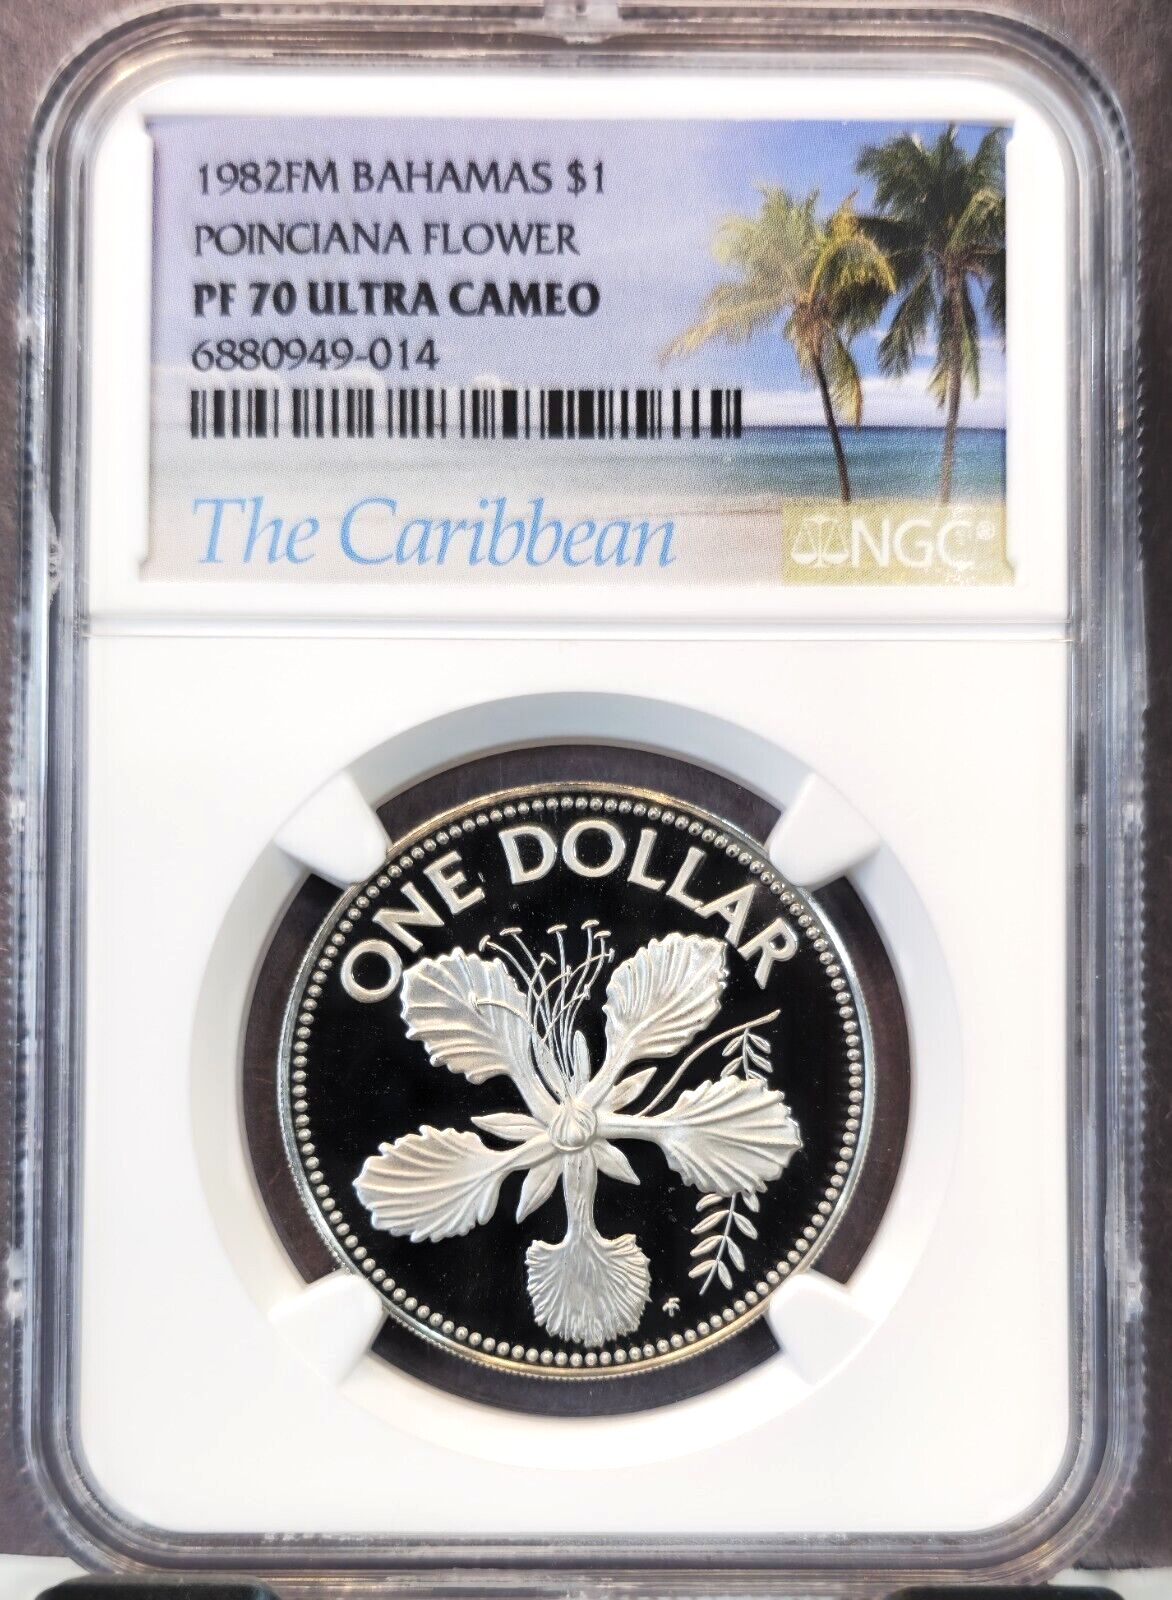 1982FM BAHAMAS $1
POINCIANA FLOWER
PF 70 ULTRA CAMEO
6880949-014
The Caribbean
NGC®
ONE DOLLAR